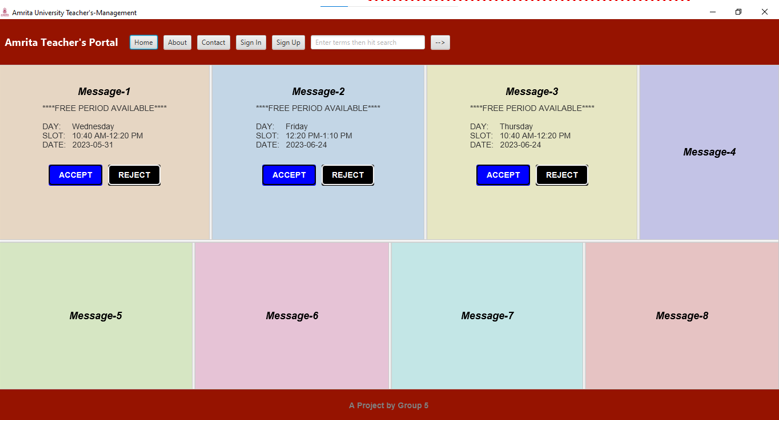 Amrita University Teacher's-Management
Amrita Teacher's Portal Home About Contact Sign In Sign Up Enter terms then hit search -->
Message-1
****FREE PERIOD AVAILABLE****
DAY: Wednesday
SLOT: 10:40 AM-12:20 PM
DATE: 2023-05-31
ACCEPT REJECT
Message-2
****FREE PERIOD AVAILABLE****
DAY: Friday
SLOT: 12:20 PM-1:10 PM
DATE: 2023-06-24
ACCEPT REJECT
Message-3
****FREE PERIOD AVAILABLE****
DAY: Thursday
SLOT: 10:40 AM-12:20 PM
DATE: 2023-06-24
ACCEPT REJECT
Message-4
Message-5
Message-6
Message-7
Message-8
A Project by Group 5